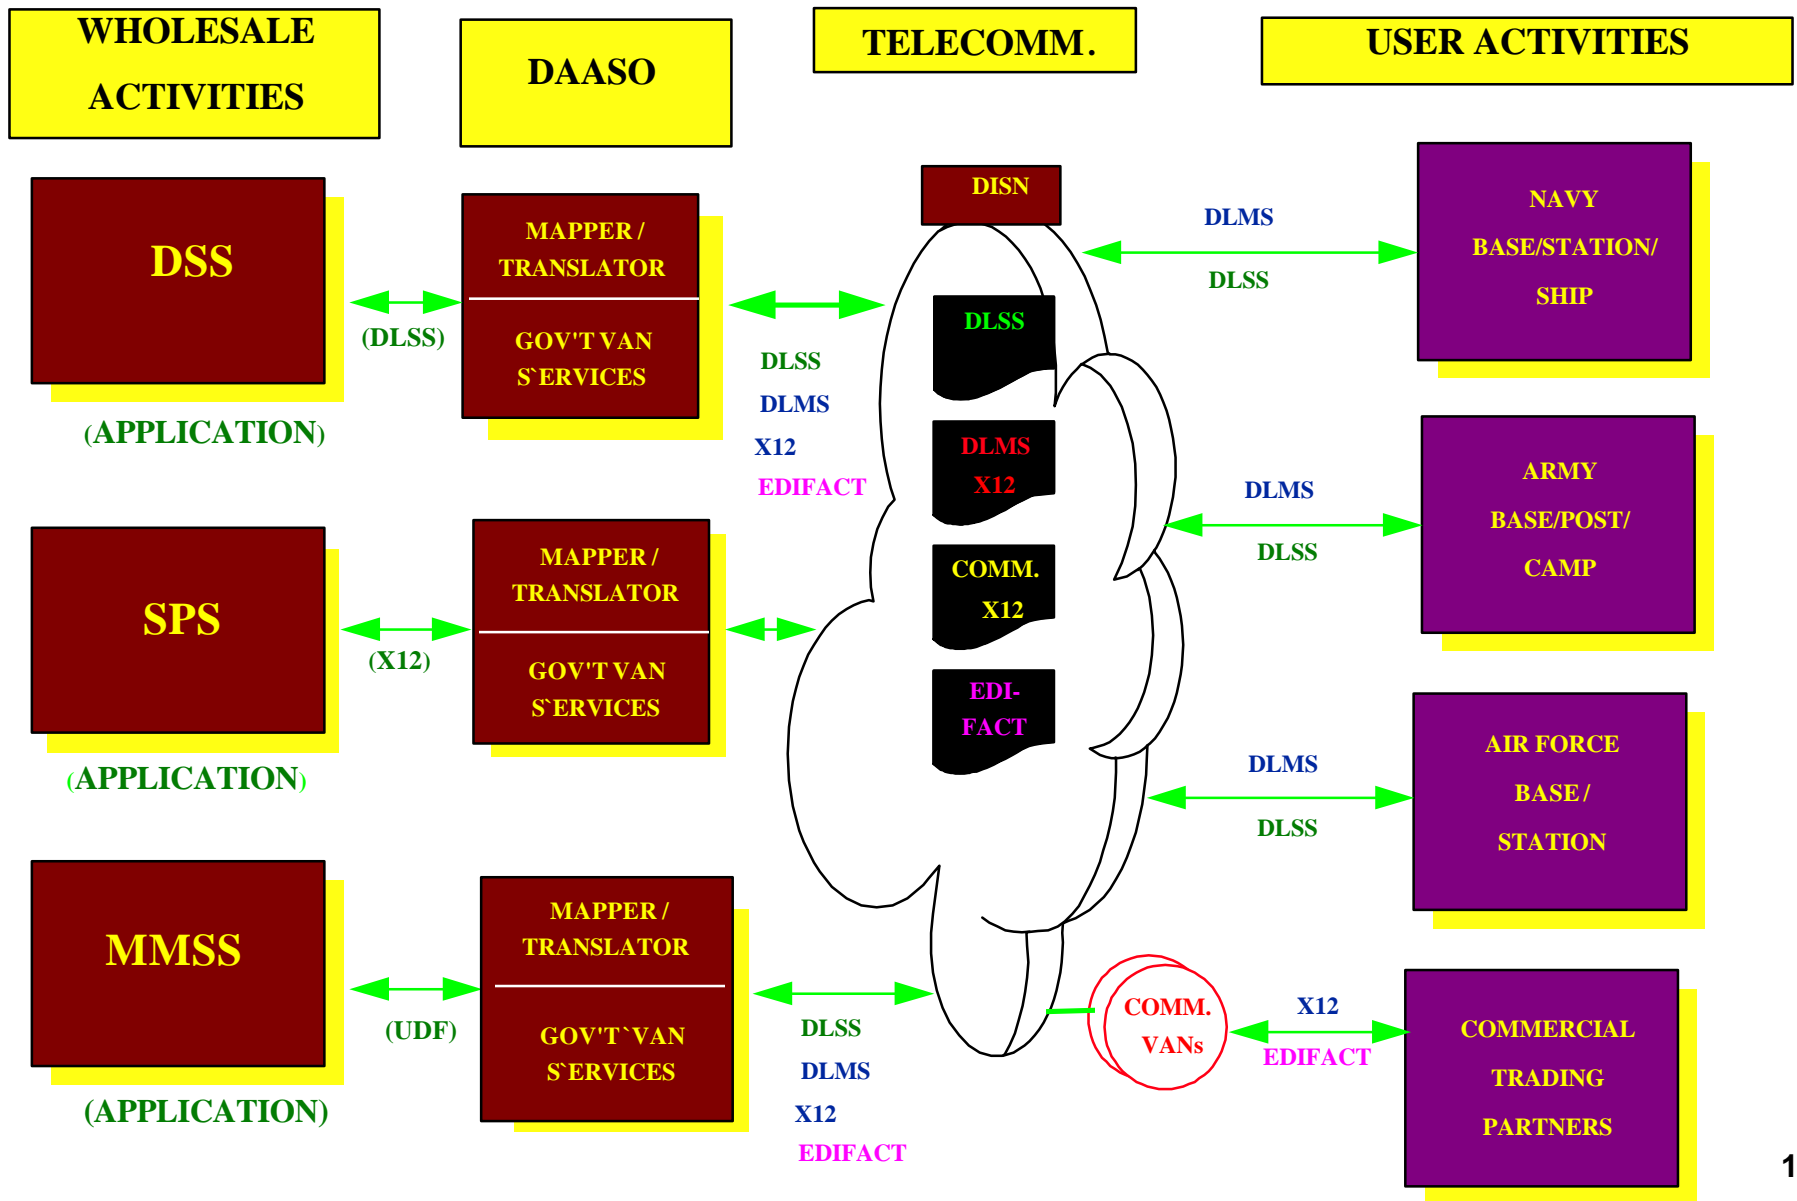 WHOLESALE
ACTIVITIES
DAASO
TELECOMM.
USER ACTIVITIES
DSS
(APPLICATION)
(DLSS)
MAPPER /
TRANSLATOR
GOV'T VAN
S`ERVICES
DLSS
DLMS
X12
EDIFACT
SPS
(APPLICATION)
(X12)
MAPPER /
TRANSLATOR
GOV'T VAN
S`ERVICES
MMSS
(APPLICATION)
(UDF)
MAPPER /
TRANSLATOR
GOV'T`VAN
S`ERVICES
DLSS
DLMS
X12
EDIFACT
DISN
DLSS
DLMS
X12
COMM.
X12
EDI-
FACT
COMM.
VANs
DLMS
DLSS
NAVY
BASE/STATION/
SHIP
DLMS
DLSS
ARMY
BASE/POST/
CAMP
DLMS
DLSS
AIR FORCE
BASE /
STATION
X12
EDIFACT
COMMERCIAL
TRADING
PARTNERS
1